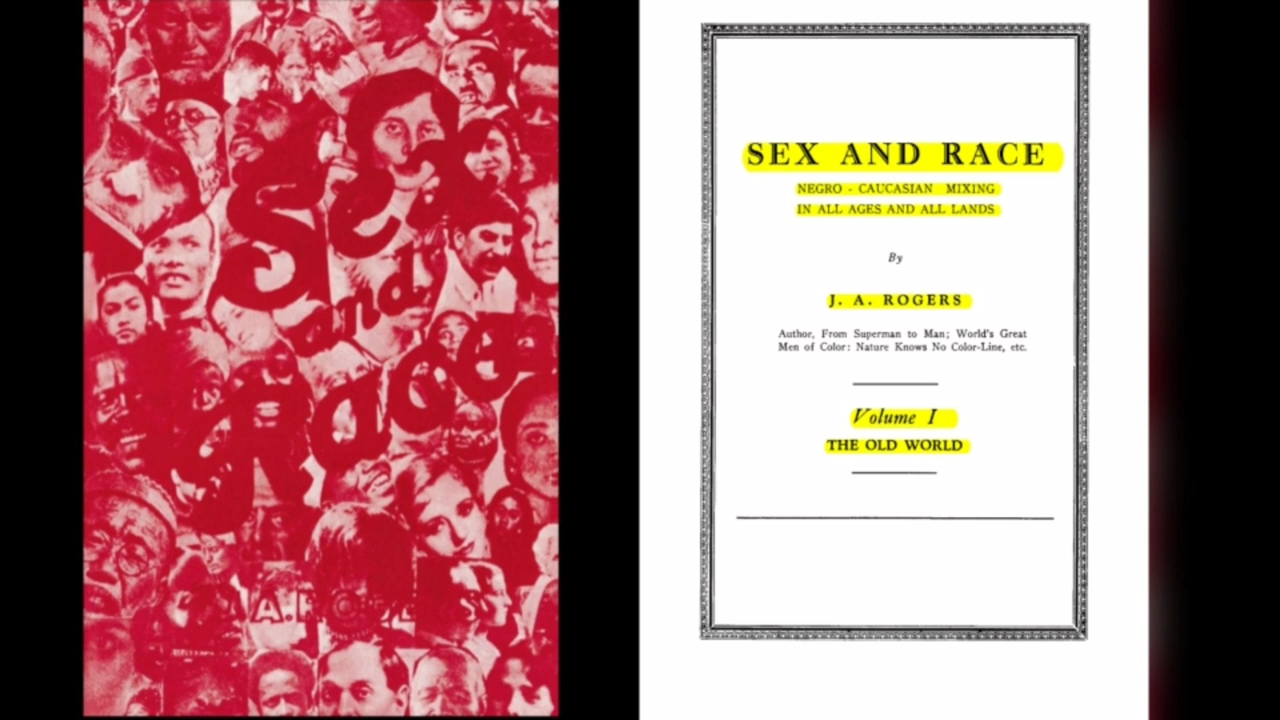 Sex
and
Race
J.A. ROGERS
SEX AND RACE
NEGRO - CAUCASIAN MIXING
IN ALL AGES AND ALL LANDS
By
J. A. ROGERS
Author, From Superman to Man; World's Great
Men of Color: Nature Knows No Color-Line, etc.
Volume I
THE OLD WORLD